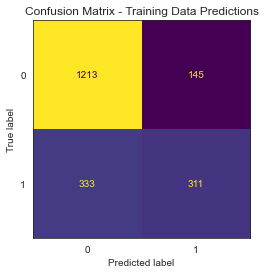 Confusion Matrix - Training Data Predictions
0
1213
145
True label
1
333
311
0
1
Predicted label